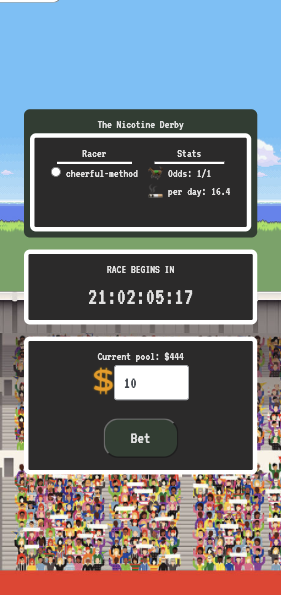 The Nicotine Derby
Racer Stats
cheerful-method Odds: 1/1
per day: 16.4
RACE BEGINS IN
21:02:05:17
Current pool: $444
$ 10
Bet